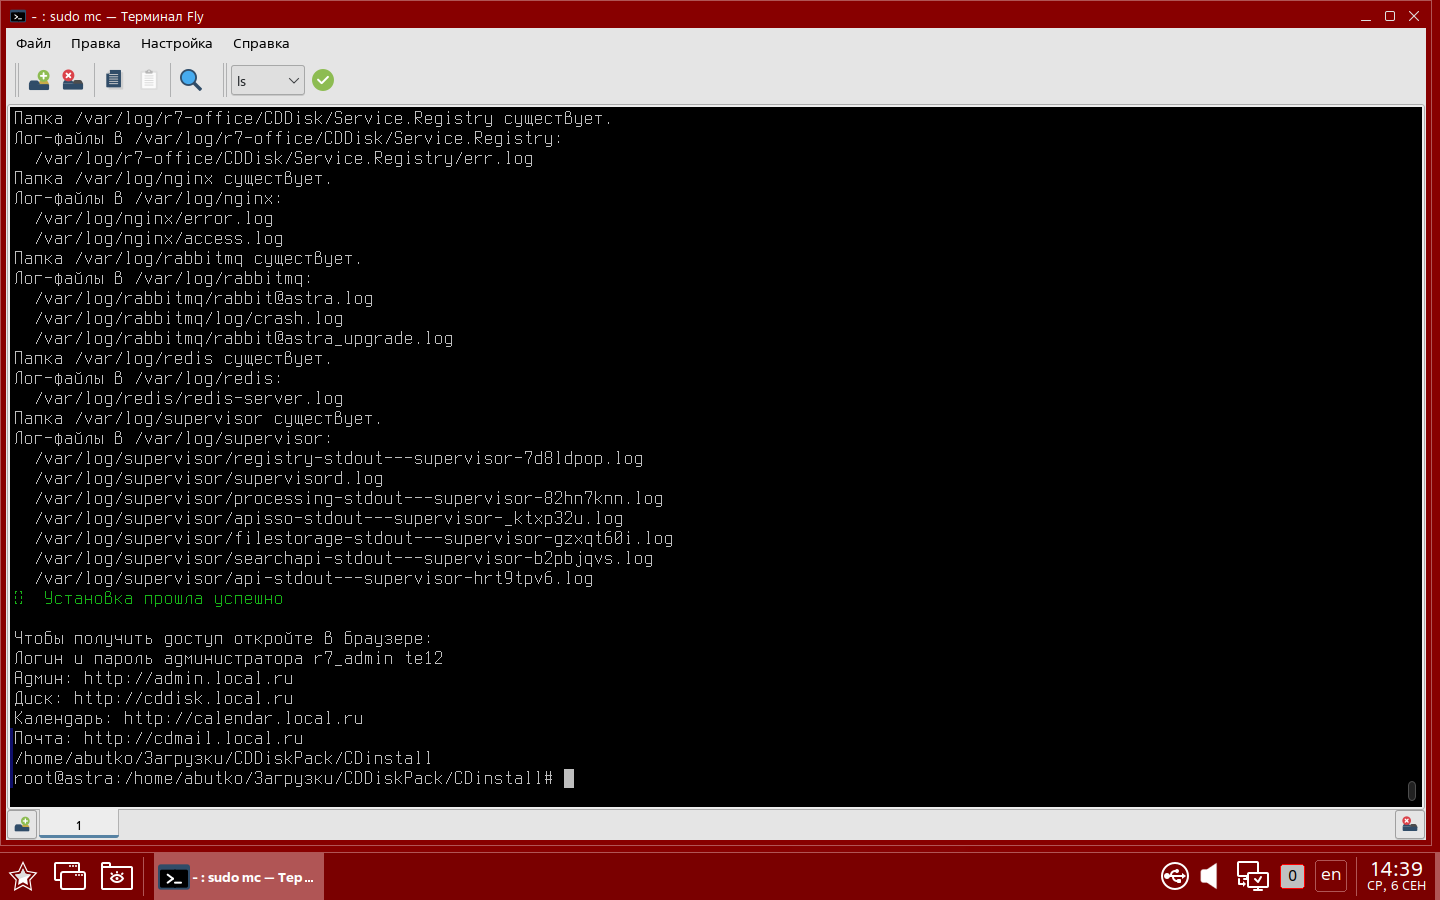 - : sudo mc — Терминал Fly
Файл Правка Настройка Справка
ls
Папка /var/log/r7-office/CDDisk/Service.Registry существует.
Лог-файлы в /var/log/r7-office/CDDisk/Service.Registry:
/var/log/r7-office/CDDisk/Service.Registry/err.log
Папка /var/log/nginx существует.
Лог-файлы в /var/log/nginx:
/var/log/nginx/error.log
/var/log/nginx/access.log
Папка /var/log/rabbitmq существует.
Лог-файлы в /var/log/rabbitmq:
/var/log/rabbitmq/rabbit@astra.log
/var/log/rabbitmq/log/crash.log
/var/log/rabbitmq/rabbit@astra_upgrade.log
Папка /var/log/redis существует.
Лог-файлы в /var/log/redis:
/var/log/redis/redis-server.log
Папка /var/log/supervisor существует.
Лог-файлы в /var/log/supervisor:
/var/log/supervisor/registry-stdout---supervisor-7d8ldpop.log
/var/log/supervisor/supervisord.log
/var/log/supervisor/processing-stdout---supervisor-82hn7knn.log
/var/log/supervisor/apisso-stdout---supervisor-_ktxp32u.log
/var/log/supervisor/filestorage-stdout---supervisor-gzxqt60i.log
/var/log/supervisor/searchapi-stdout---supervisor-b2pbjqvs.log
/var/log/supervisor/api-stdout---supervisor-hrt9tpv6.log
Установка прошла успешно
Чтобы получить доступ откройте в браузере:
Логин и пароль администратора r7_admin te12
Админ: http://admin.local.ru
Диск: http://cddisk.local.ru
Календарь: http://calendar.local.ru
Почта: http://cdmail.local.ru
/home/abutko/Загрузки/CDDiskPack/CDinstall
root@astra:/home/abutko/Загрузки/CDDiskPack/CDinstall#
1
- : sudo mc — Тер...
0
en
14:39
СР, 6 СЕН